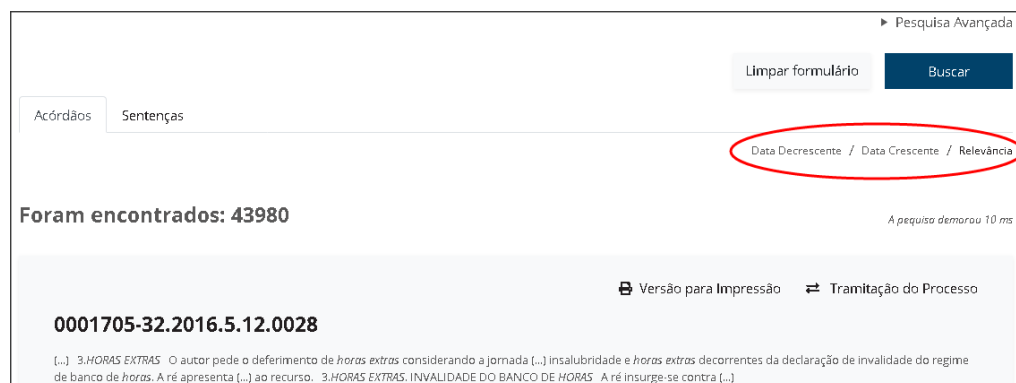 Pesquisa Avançada
Limpar formulário Buscar
Acórdãos Sentenças
Data Decrescente / Data Crescente / Relevância
Foram encontrados: 43980 A pequisa demorou 10 ms
Versão para Impressão Tramitação do Processo
0001705-32.2016.5.12.0028
[...] 3.HORAS EXTRAS O autor pede o deferimento de horas extras considerando a jornada [...] insalubridade e horas extras decorrentes da declaração de invalidade do regime
de banco de horas. A ré apresenta [...] ao recurso. 3.HORAS EXTRAS. INVALIDADE DO BANCO DE HORAS A ré insurge-se contra [...]